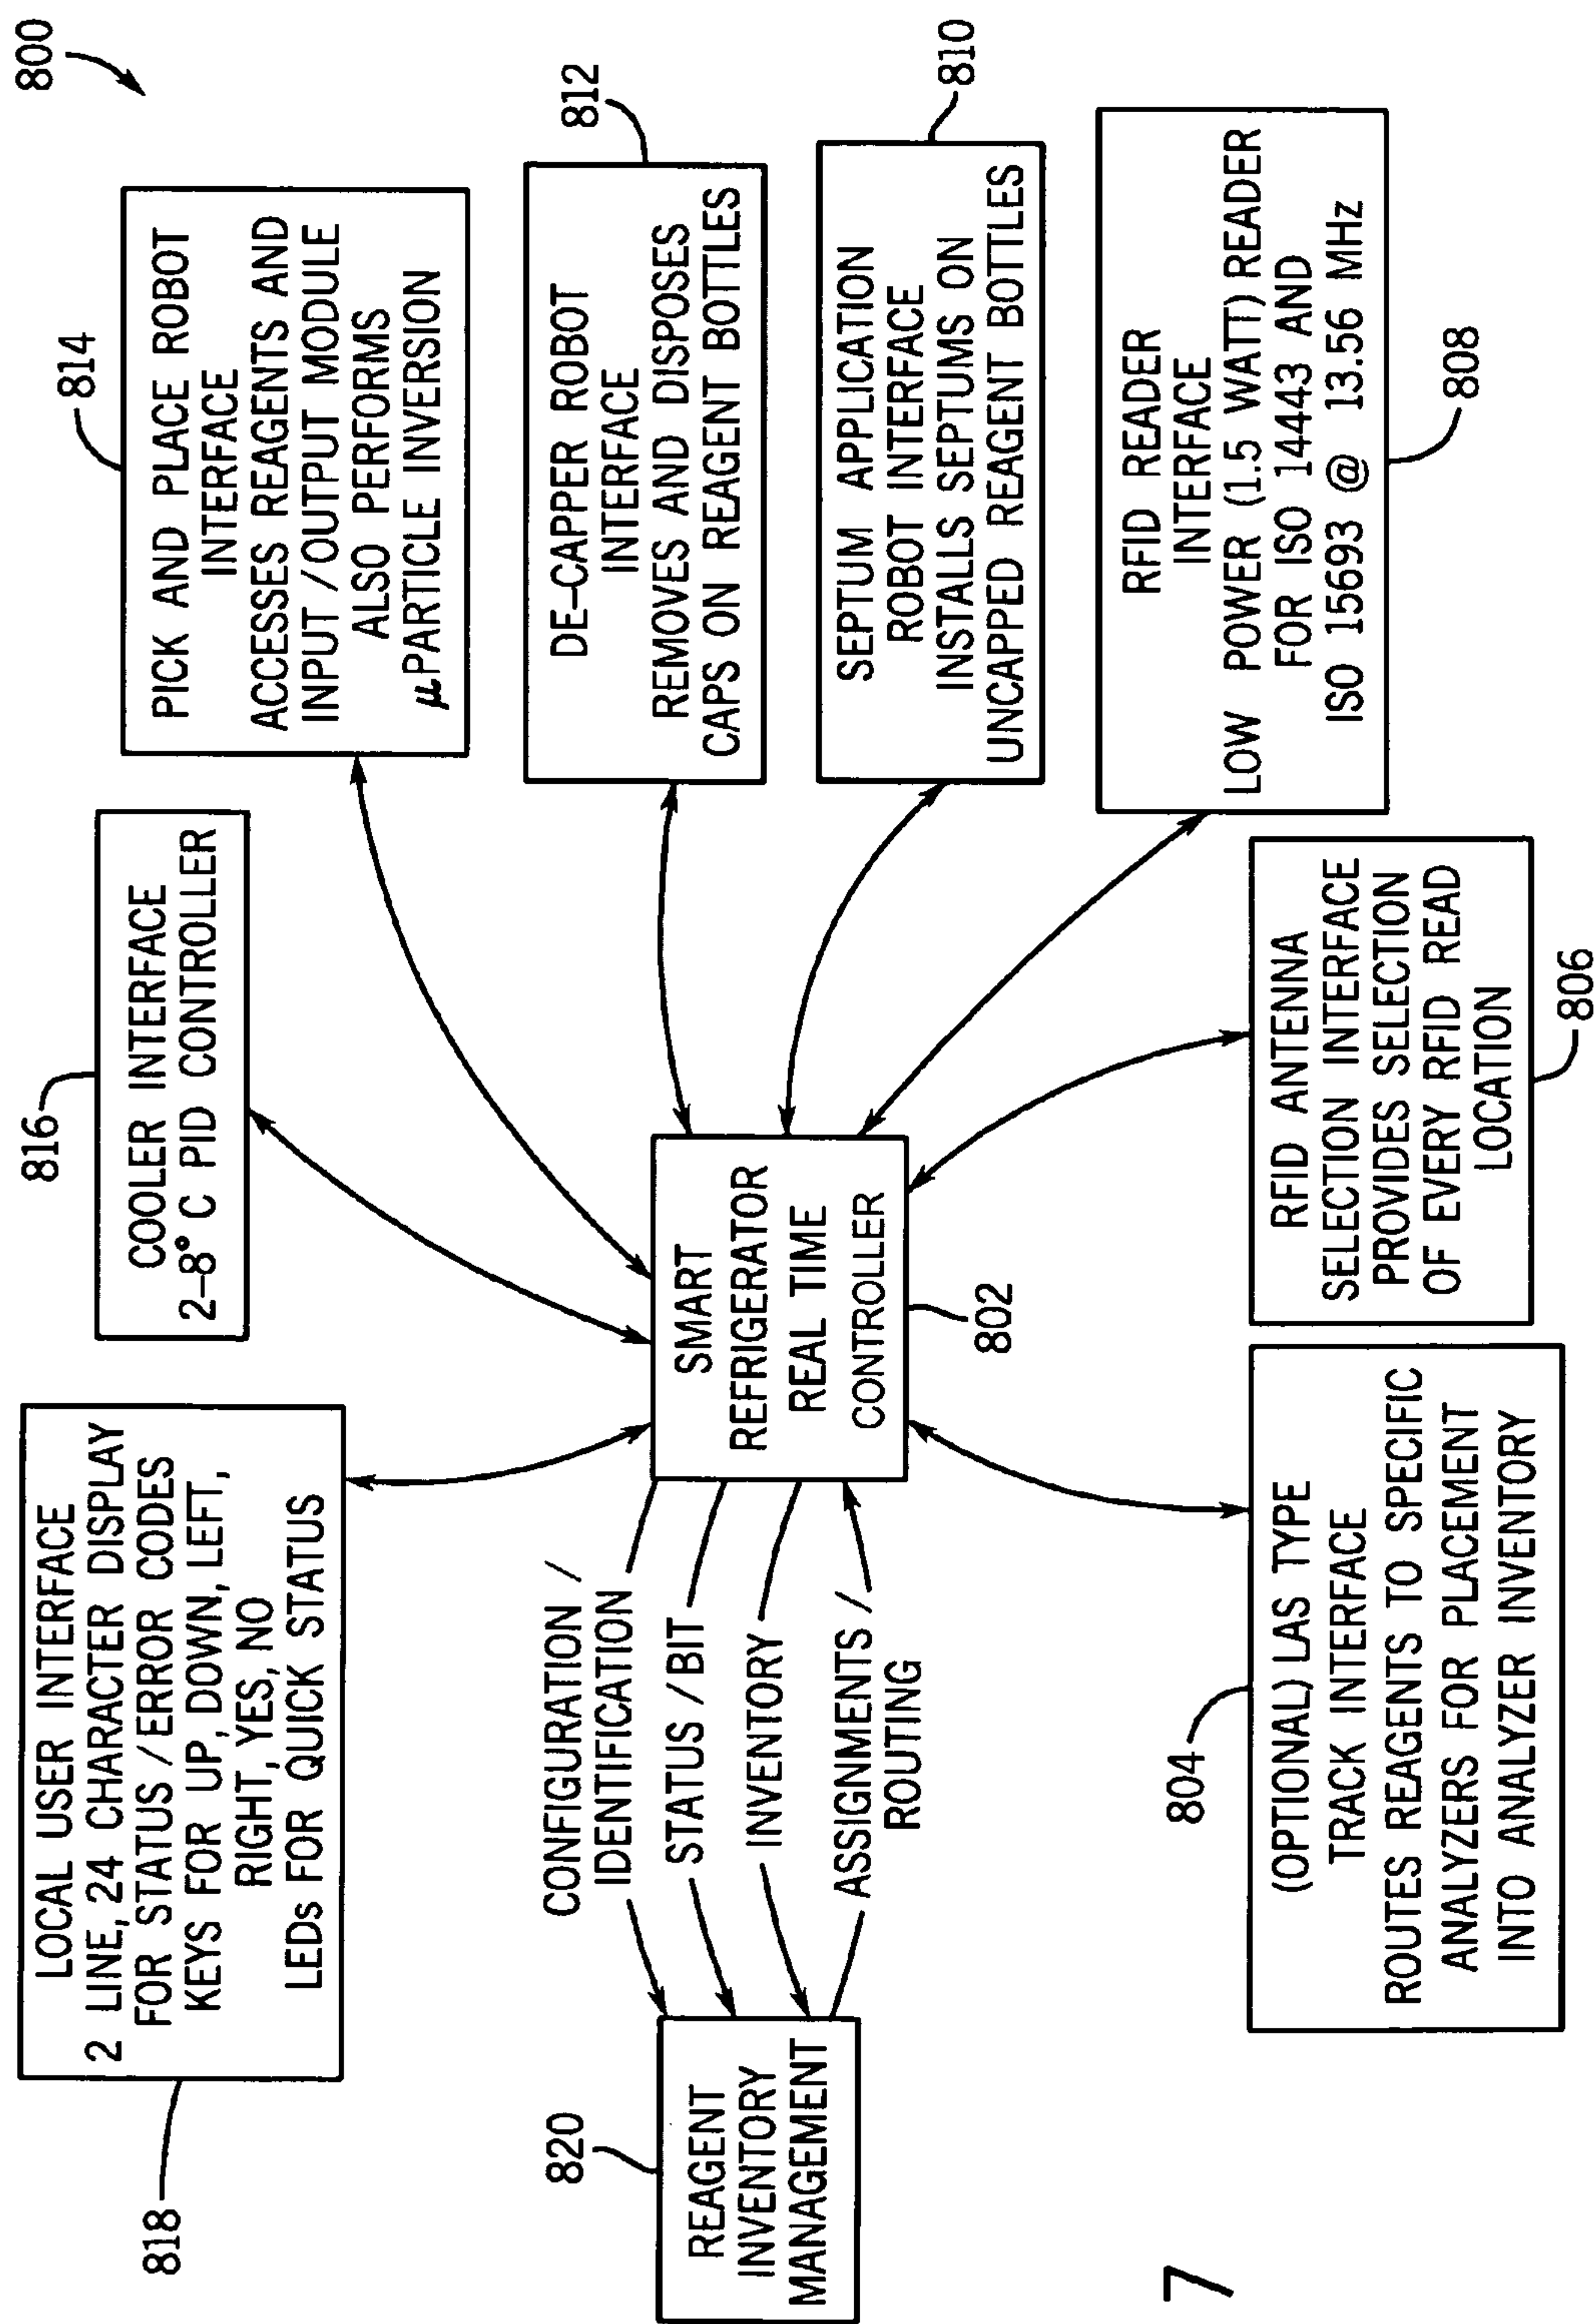 800
818
LOCAL USER INTERFACE
2 LINE, 24 CHARACTER DISPLAY
FOR STATUS/ERROR CODES
KEYS FOR UP, DOWN, LEFT,
RIGHT, YES, NO
LEDs FOR QUICK STATUS
816
COOLER INTERFACE
2–8° C PID CONTROLLER
814
PICK AND PLACE ROBOT
INTERFACE
ACCESSES REAGENTS AND
INPUT/OUTPUT MODULE
ALSO PERFORMS
μPARTICLE INVERSION
812
DE–CAPPER ROBOT
INTERFACE
REMOVES AND DISPOSES
CAPS ON REAGENT BOTTLES
810
SEPTUM APPLICATION
ROBOT INTERFACE
INSTALLS SEPTUMS ON
UNCAPPED REAGENT BOTTLES
808
RFID READER
INTERFACE
LOW POWER (1.5 WATT) READER
FOR ISO 14443 AND
ISO 15693 @ 13.56 MHz
820
REAGENT
INVENTORY
MANAGEMENT
CONFIGURATION /
IDENTIFICATION
STATUS/BIT
INVENTORY
ASSIGNMENTS /
ROUTING
SMART
REFRIGERATOR
REAL TIME
CONTROLLER
802
804
(OPTIONAL) LAS TYPE
TRACK INTERFACE
ROUTES REAGENTS TO SPECIFIC
ANALYZERS FOR PLACEMENT
INTO ANALYZER INVENTORY
RFID ANTENNA
SELECTION INTERFACE
PROVIDES SELECTION
OF EVERY RFID READ
LOCATION
806
7